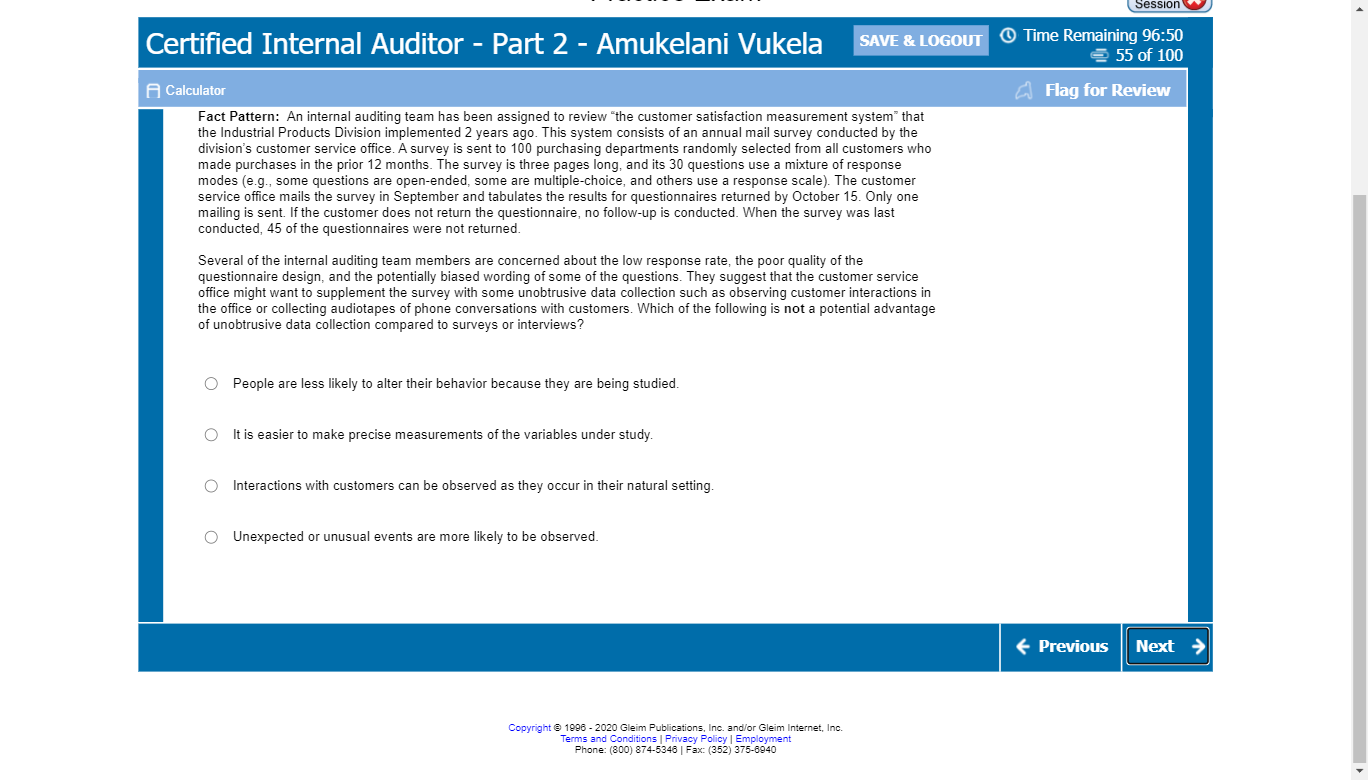 Session
Certified Internal Auditor - Part 2 - Amukelani Vukela
SAVE & LOGOUT
Time Remaining 96:50
55 of 100
Calculator
Flag for Review
Fact Pattern: An internal auditing team has been assigned to review “the customer satisfaction measurement system” that
the Industrial Products Division implemented 2 years ago. This system consists of an annual mail survey conducted by the
division’s customer service office. A survey is sent to 100 purchasing departments randomly selected from all customers who
made purchases in the prior 12 months. The survey is three pages long, and its 30 questions use a mixture of response
modes (e.g., some questions are open-ended, some are multiple-choice, and others use a response scale). The customer
service office mails the survey in September and tabulates the results for questionnaires returned by October 15. Only one
mailing is sent. If the customer does not return the questionnaire, no follow-up is conducted. When the survey was last
conducted, 45 of the questionnaires were not returned.
Several of the internal auditing team members are concerned about the low response rate, the poor quality of the
questionnaire design, and the potentially biased wording of some of the questions. They suggest that the customer service
office might want to supplement the survey with some unobtrusive data collection such as observing customer interactions in
the office or collecting audiotapes of phone conversations with customers. Which of the following is not a potential advantage
of unobtrusive data collection compared to surveys or interviews?
People are less likely to alter their behavior because they are being studied.
It is easier to make precise measurements of the variables under study.
Interactions with customers can be observed as they occur in their natural setting.
Unexpected or unusual events are more likely to be observed.
Previous
Next
Copyright © 1996 - 2020 Gleim Publications, Inc. and/or Gleim Internet, Inc.
Terms and Conditions | Privacy Policy | Employment
Phone: (800) 874-5346 | Fax: (352) 375-6940